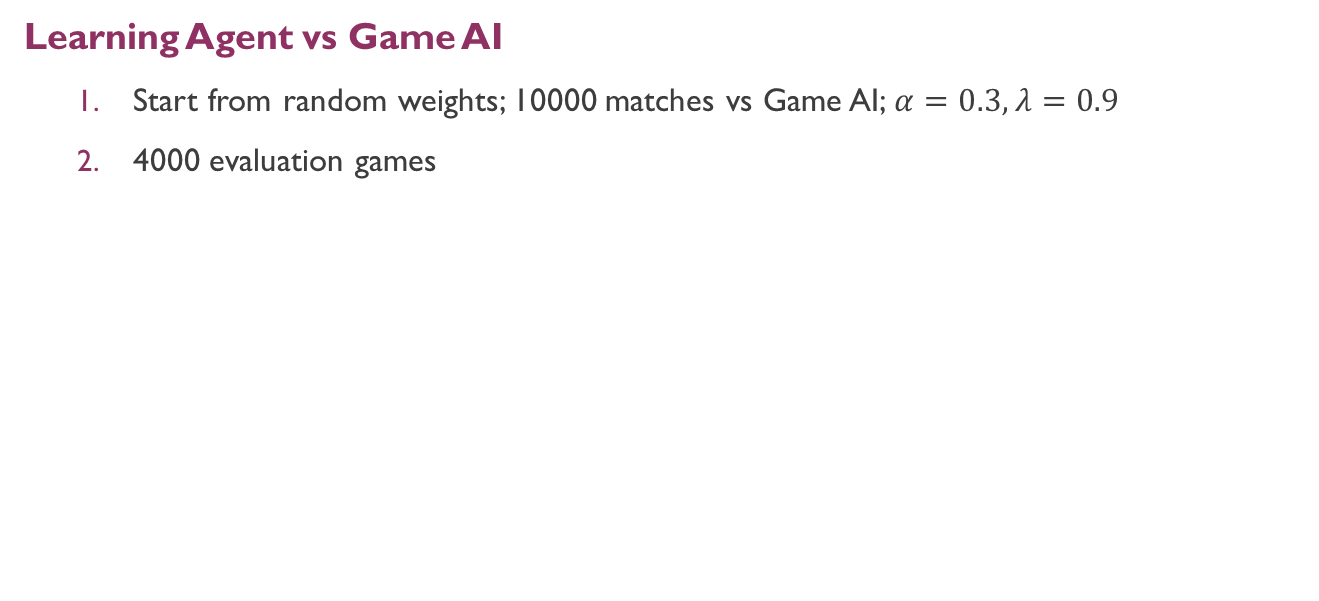 Learning Agent vs Game AI
1. Start from random weights; 10000 matches vs Game AI; 𝛼 = 0.3, 𝜆 = 0.9
2. 4000 evaluation games